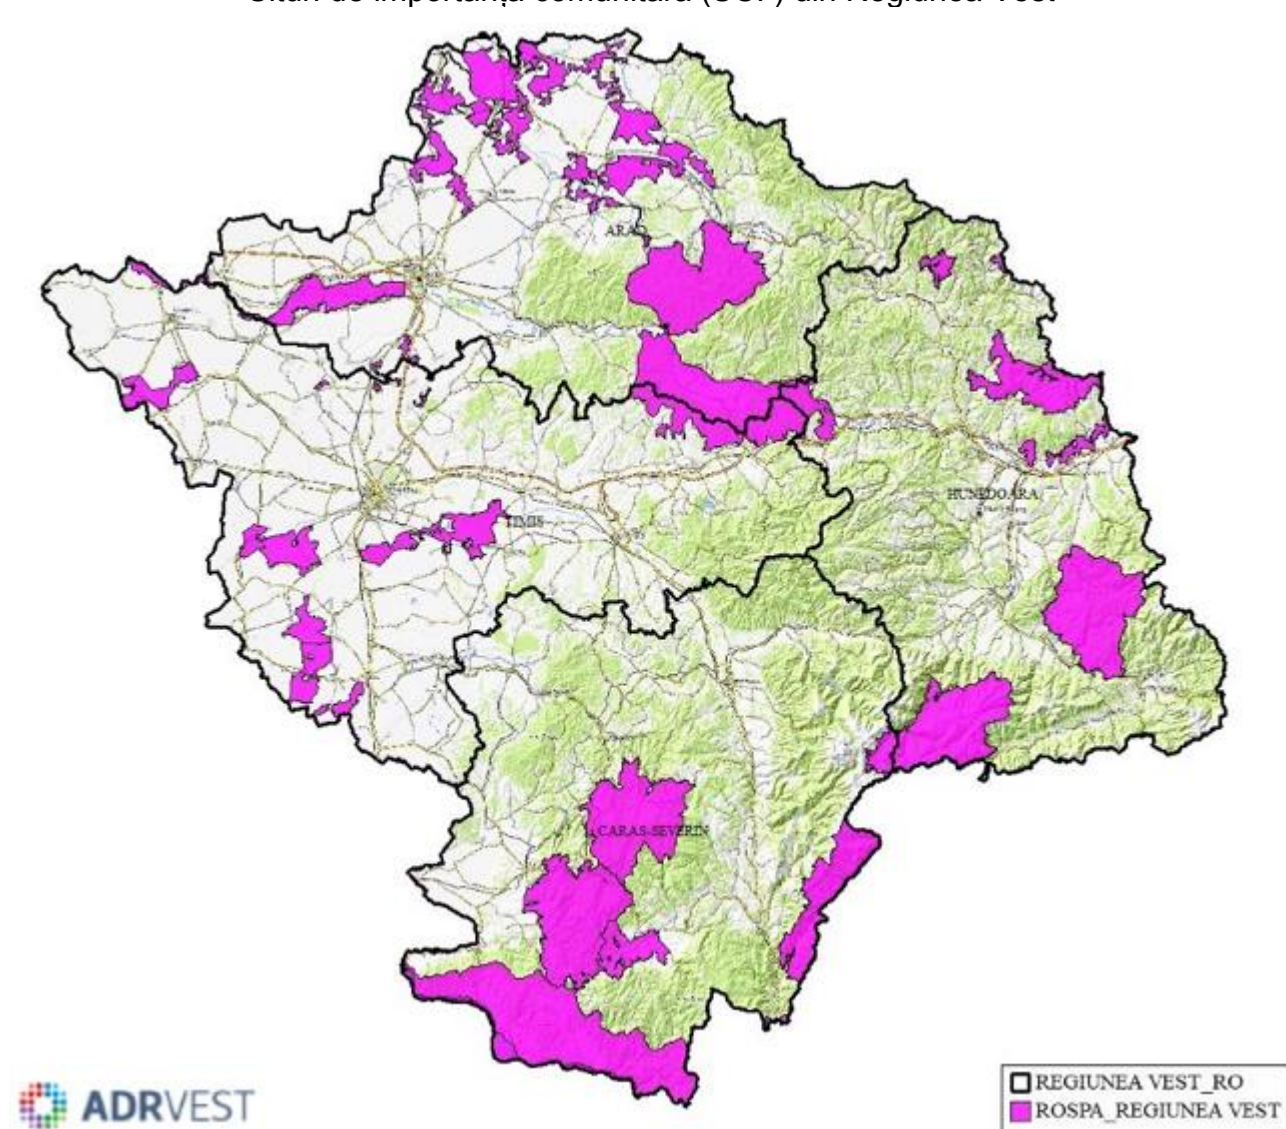 Situri de importanță comunitară (SCI) din Regiunea Vest
ARAD
HUNEDOARA
TIMIS
CARAS-SEVERIN
ADRVEST
REGIUNEA VEST_RO
ROSPA_REGIUNEA VEST